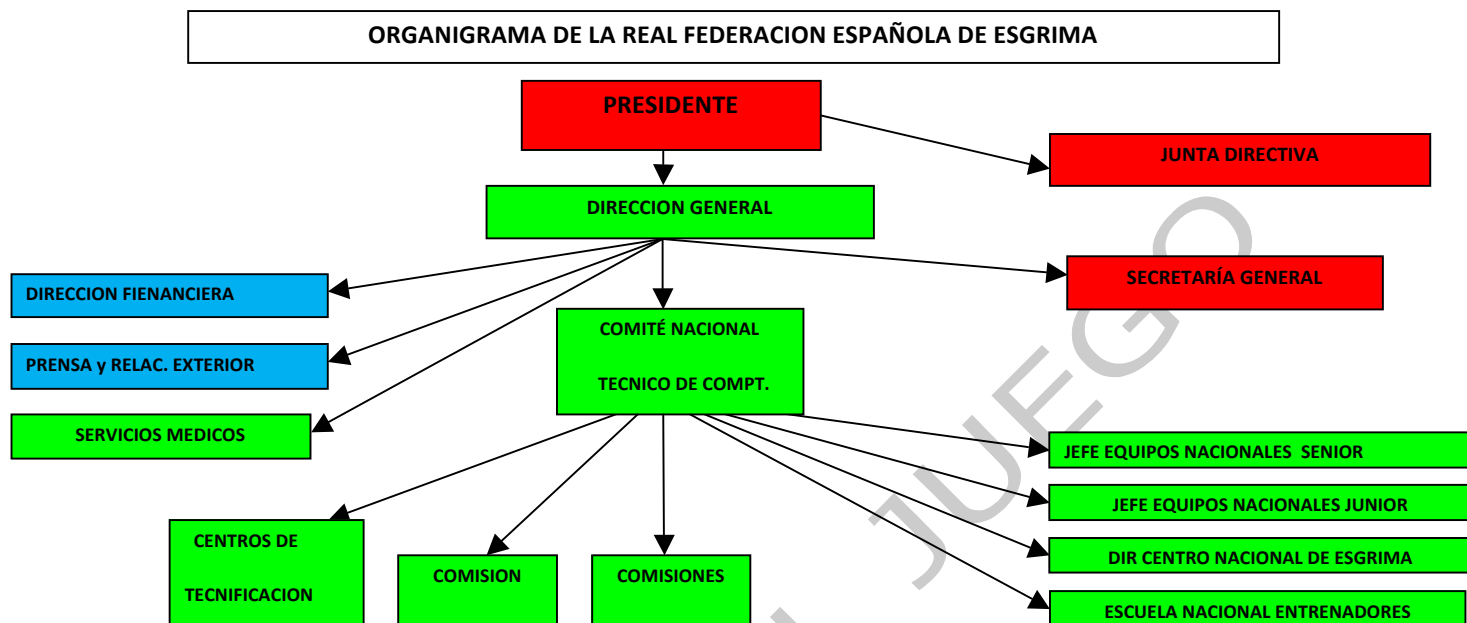 ORGANIGRAMA DE LA REAL FEDERACION ESPAÑOLA DE ESGRIMA
PRESIDENTE
JUNTA DIRECTIVA
DIRECCION GENERAL
SECRETARÍA GENERAL
DIRECCION FIENANCIERA
COMITÉ NACIONAL
TECNICO DE COMPT.
PRENSA y RELAC. EXTERIOR
SERVICIOS MEDICOS
JEFE EQUIPOS NACIONALES SENIOR
JEFE EQUIPOS NACIONALES JUNIOR
CENTROS DE
TECNIFICACION
COMISION
COMISIONES
DIR CENTRO NACIONAL DE ESGRIMA
ESCUELA NACIONAL ENTRENADORES
JUEGO